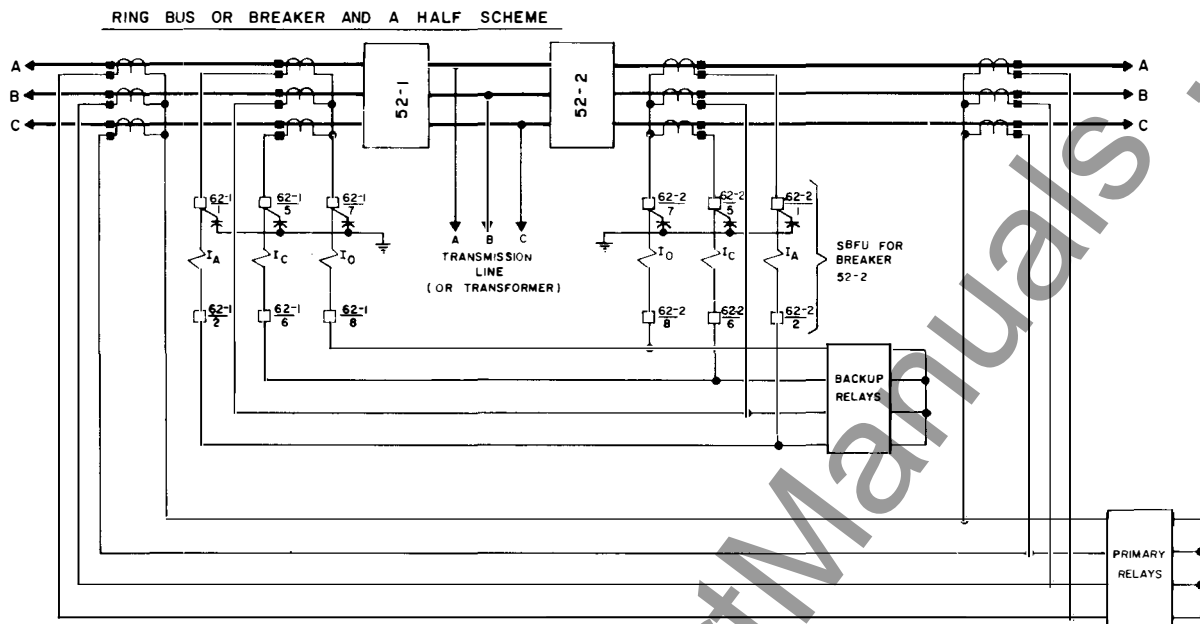 RING BUS OR BREAKER AND A HALF SCHEME
A
B
C
52-1
52-2
A
B
C
62-1
1
62-1
5
62-1
7
62-2
7
62-2
5
62-2
1
A B C
TRANSMISSION
LINE
(OR TRANSFORMER)
IA
IC
IO
IO
IC
IA
SBFU FOR
BREAKER
52-2
62-1
2
62-1
6
62-1
8
62-2
8
62-2
6
62-2
2
BACKUP
RELAYS
PRIMARY
RELAYS